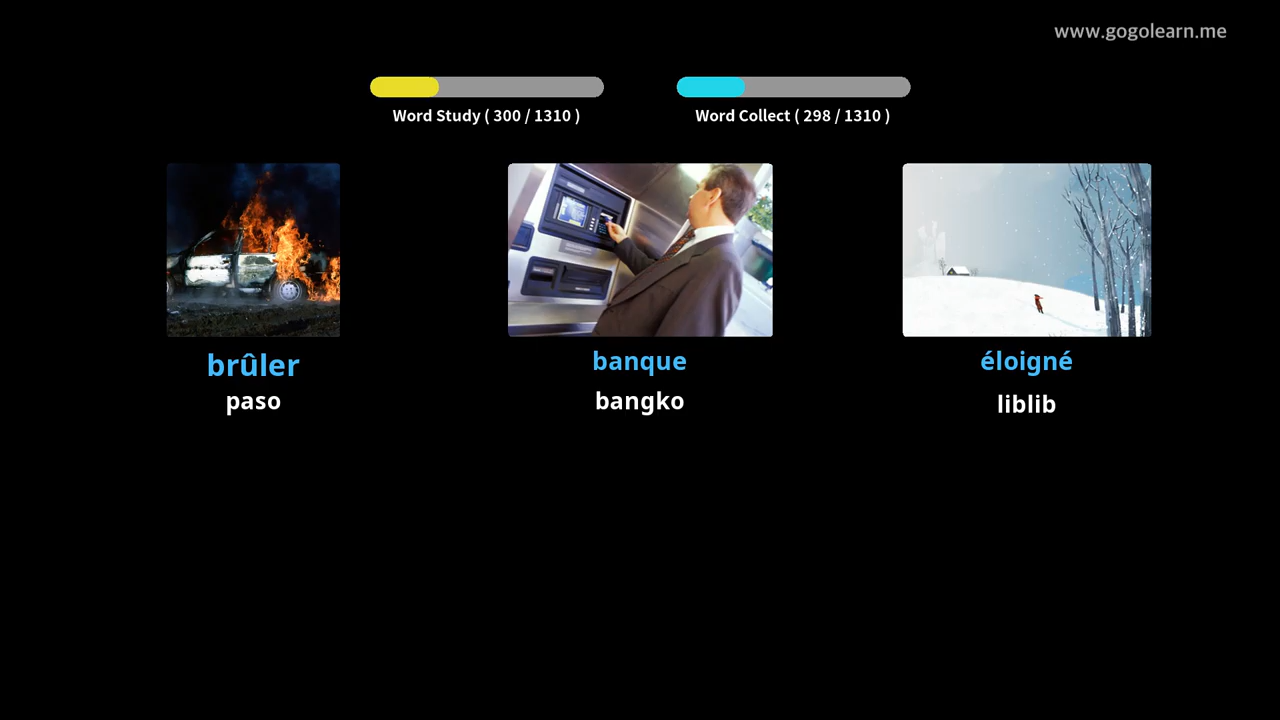 www.gogolearn.me
Word Study ( 300 / 1310 )
Word Collect ( 298 / 1310 )
brûler
paso
banque
bangko
éloigné
liblib